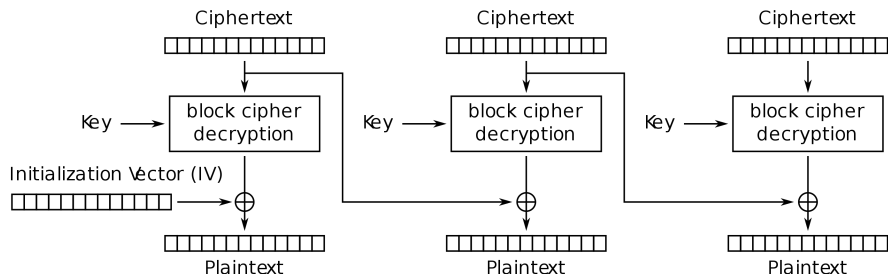 Ciphertext
Ciphertext
Ciphertext
Key
block cipher
decryption
Key
block cipher
decryption
Key
block cipher
decryption
Initialization Vector (IV)
Plaintext
Plaintext
Plaintext